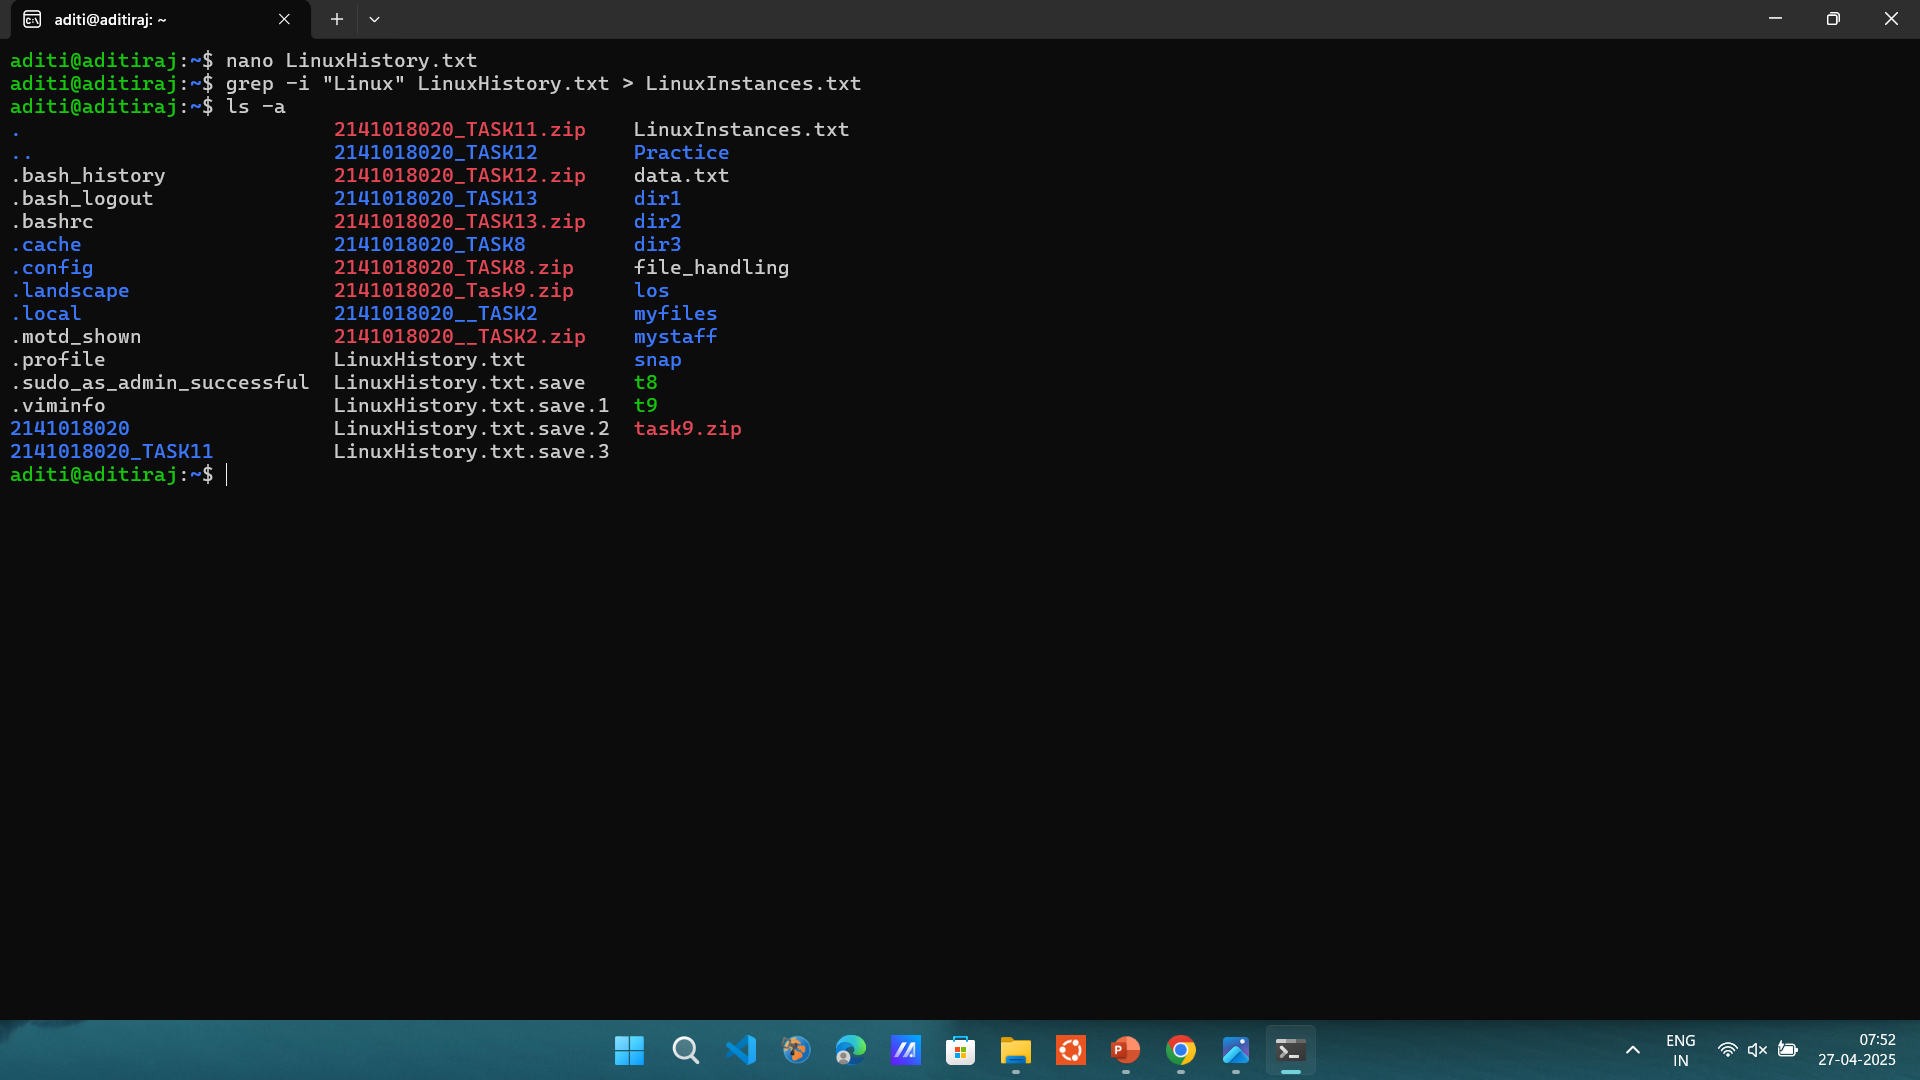 aditi@aditiraj: ~
aditi@aditiraj:~$ nano LinuxHistory.txt
aditi@aditiraj:~$ grep -i "Linux" LinuxHistory.txt > LinuxInstances.txt
aditi@aditiraj:~$ ls -a
. 2141018020_TASK11.zip LinuxInstances.txt
.. 2141018020_TASK12 Practice
.bash_history 2141018020_TASK12.zip data.txt
.bash_logout 2141018020_TASK13 dir1
.bashrc 2141018020_TASK13.zip dir2
.cache 2141018020_TASK8 dir3
.config 2141018020_TASK8.zip file_handling
.landscape 2141018020_Task9.zip los
.local 2141018020__TASK2 myfiles
.motd_shown 2141018020__TASK2.zip mystaff
.profile LinuxHistory.txt snap
.sudo_as_admin_successful LinuxHistory.txt.save t8
.viminfo LinuxHistory.txt.save.1 t9
2141018020 LinuxHistory.txt.save.2 task9.zip
2141018020_TASK11 LinuxHistory.txt.save.3
aditi@aditiraj:~$
ENG 07:52
IN 27-04-2025